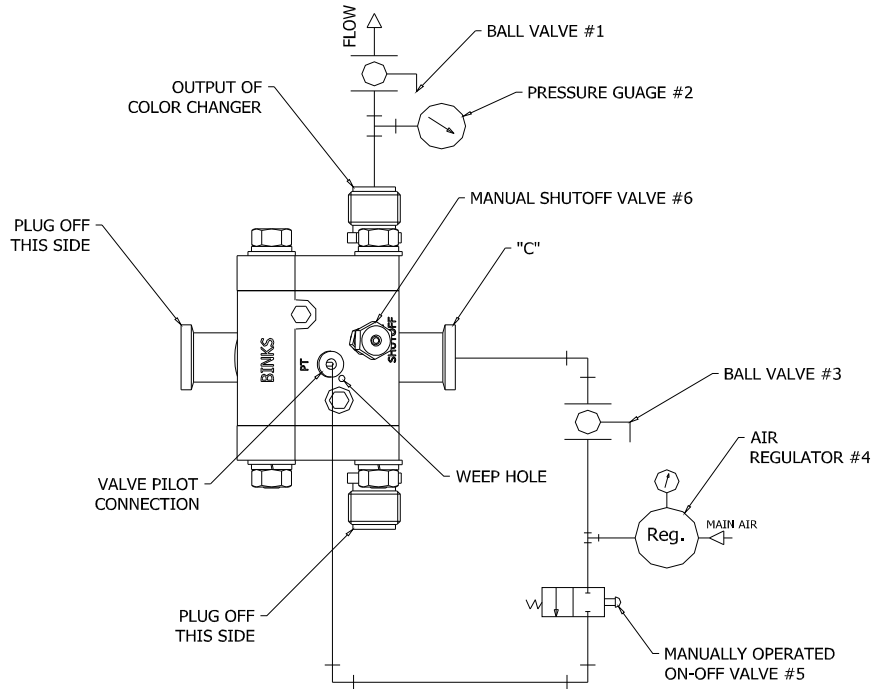 FLOW
BALL VALVE #1
OUTPUT OF
COLOR CHANGER
PRESSURE GUAGE #2
MANUAL SHUTOFF VALVE #6
PLUG OFF
THIS SIDE
"C"
SHUTOFF
PT
BINKS
BALL VALVE #3
AIR
REGULATOR #4
VALVE PILOT
CONNECTION
WEEP HOLE
Reg.
MAIN AIR
PLUG OFF
THIS SIDE
MANUALLY OPERATED
ON-OFF VALVE #5